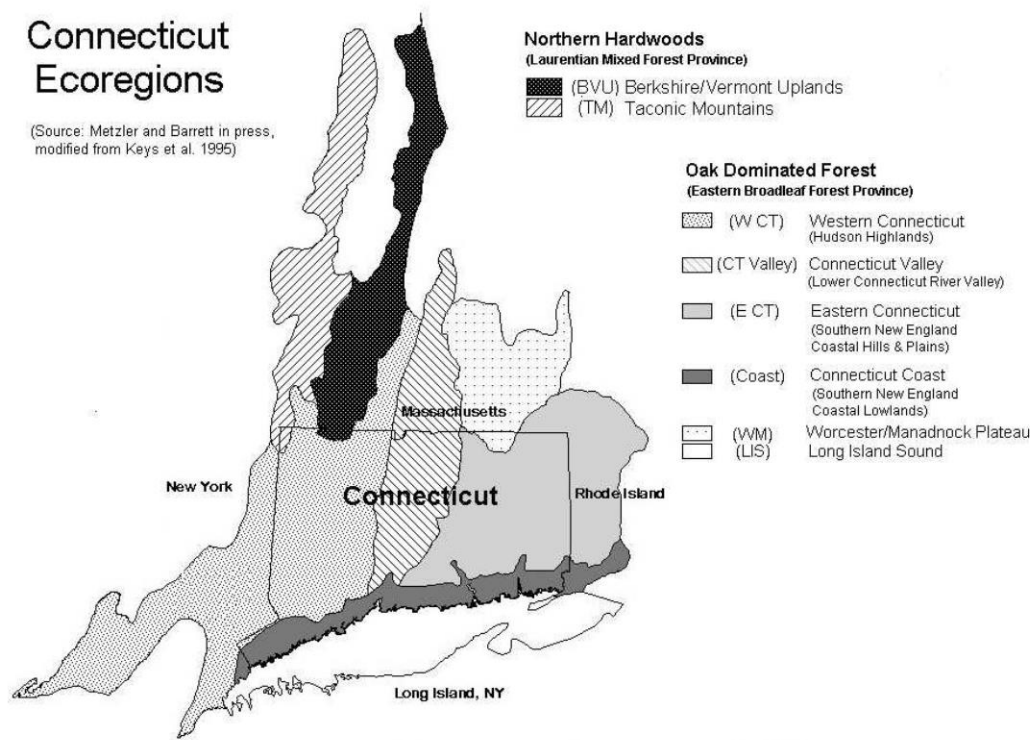 Connecticut
Ecoregions
(Source: Metzler and Barrett in press,
modified from Keys et al. 1995)
Northern Hardwoods
(Laurentian Mixed Forest Province)
(BVU) Berkshire/Vermont Uplands
(TM) Taconic Mountains
Oak Dominated Forest
(Eastern Broadleaf Forest Province)
(W CT) Western Connecticut
(Hudson Highlands)
(CT Valley) Connecticut Valley
(Lower Connecticut River Valley)
(E CT) Eastern Connecticut
(Southern New England
Coastal Hills & Plains)
(Coast) Connecticut Coast
(Southern New England
Coastal Lowlands)
(WM) Worcester/Manadnock Plateau
(LIS) Long Island Sound
Massachusetts
New York
Connecticut
Rhode Island
Long Island, NY